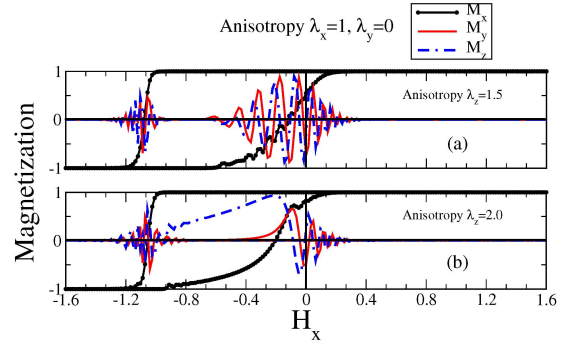 Anisotropy λx=1, λy=0
Mx
My
Mz
Magnetization
1
0
-1
Anisotropy λz=1.5
(a)
1
0
-1
Anisotropy λz=2.0
(b)
-1.6 -1.2 -0.8 -0.4 0 0.4 0.8 1.2 1.6
Hx